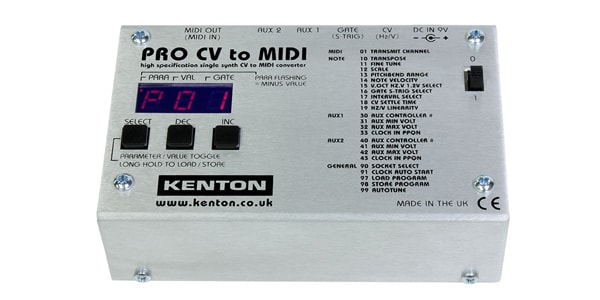 MIDI OUT AUX 2 AUX 1 GATE CV DC IN 9V
(MIDI IN) (S-TRIG) (HZ/V) - +
PRO CV to MIDI
high specification single synth CV to MIDI converter
PARA VAL GATE
PARA FLASHING
= MINUS VALUE
P01
SELECT DEC INC
PARAMETER / VALUE TOGGLE
LONG HOLD TO LOAD / STORE
KENTON
www.kenton.co.uk
MIDI 01 TRANSMIT CHANNEL
NOTE 10 TRANSPOSE
11 FINE TUNE
12 SCALE
13 PITCHBEND RANGE
14 NOTE VELOCITY
15 V.OCT HZ.V 1.2V SELECT
16 GATE S-TRIG SELECT
17 INTERVAL SELECT
18 CV SETTLE TIME
19 HZ/V LINEARITY
AUX1 30 AUX CONTROLLER #
31 AUX MIN VOLT
32 AUX MAX VOLT
33 CLOCK IN PPQN
AUX2 40 AUX CONTROLLER #
41 AUX MIN VOLT
42 AUX MAX VOLT
43 CLOCK IN PPQN
GENERAL 90 SOCKET SELECT
91 CLOCK AUTO START
97 LOAD PROGRAM
98 STORE PROGRAM
99 AUTOTUNE
0
1
MADE IN THE UK CE